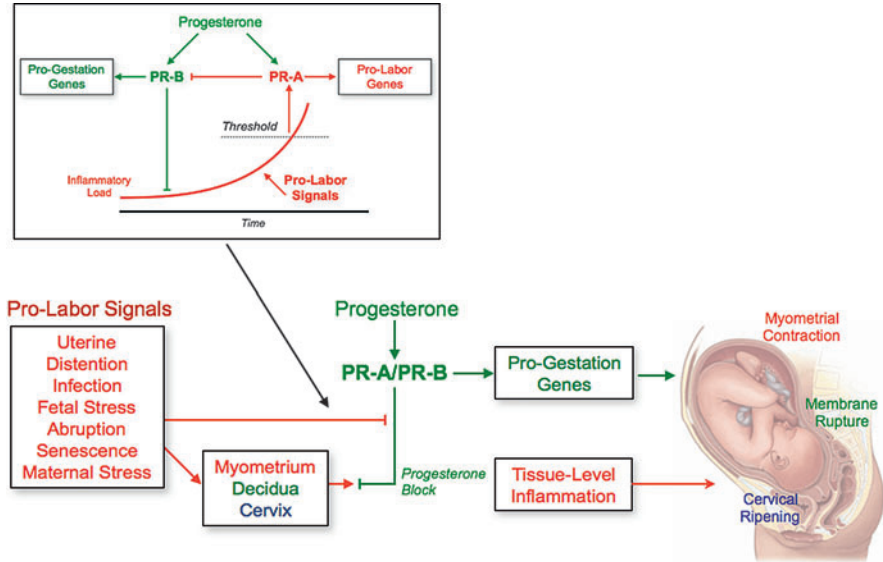 Progesterone
Pro-Gestation
Genes
PR-B
PR-A
Pro-Labor
Genes
Threshold
Inflammatory
Load
Pro-Labor
Signals
Time
Pro-Labor Signals
Uterine
Distention
Infection
Fetal Stress
Abruption
Senescence
Maternal Stress
Progesterone
PR-A/PR-B
Pro-Gestation
Genes
Myometrium
Decidua
Cervix
Progesterone
Block
Tissue-Level
Inflammation
Myometrial
Contraction
Membrane
Rupture
Cervical
Ripening